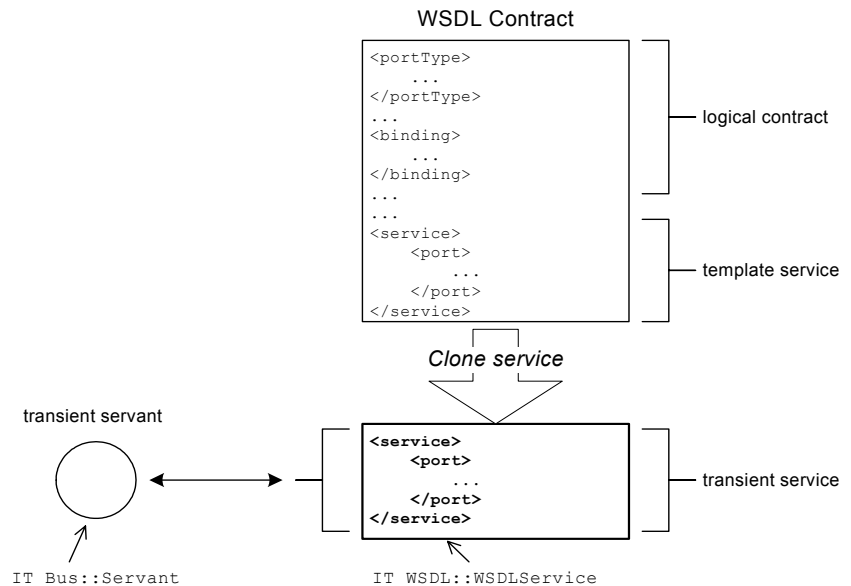 WSDL Contract
<portType>
...
</portType>
...
<binding>
...
</binding>
...
...
<service>
<port>
...
</port>
</service>
logical contract
template service
Clone service
transient servant
<service>
<port>
...
</port>
</service>
transient service
IT Bus::Servant
IT WSDL::WSDLService